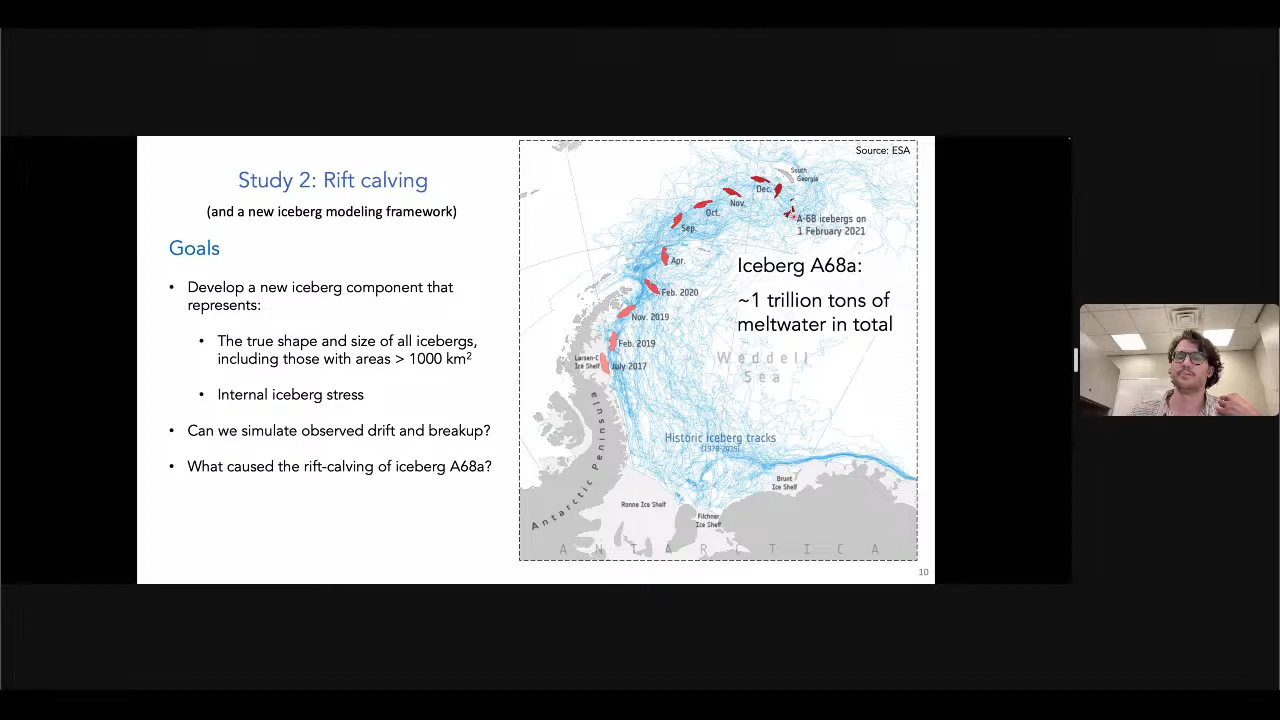 Study 2: Rift calving
(and a new iceberg modeling framework)
Goals
• Develop a new iceberg component that
represents:
• The true shape and size of all icebergs,
including those with areas > 1000 km²
• Internal iceberg stress
• Can we simulate observed drift and breakup?
• What caused the rift-calving of iceberg A68a?
Source: ESA
South
Georgia
Dec.
Nov.
Oct.
Sep.
A-68 icebergs on
1 February 2021
Apr.
Iceberg A68a:
~1 trillion tons of
meltwater in total
Feb. 2020
Nov. 2019
Feb. 2019
Larsen-C
Ice Shelf
July 2017
Weddell
Sea
Historic iceberg tracks
(1978-2019)
Antarctic Peninsula
Brunt
Ice Shelf
Ronne Ice Shelf
Filchner
Ice Shelf
ANTARCTICA
10